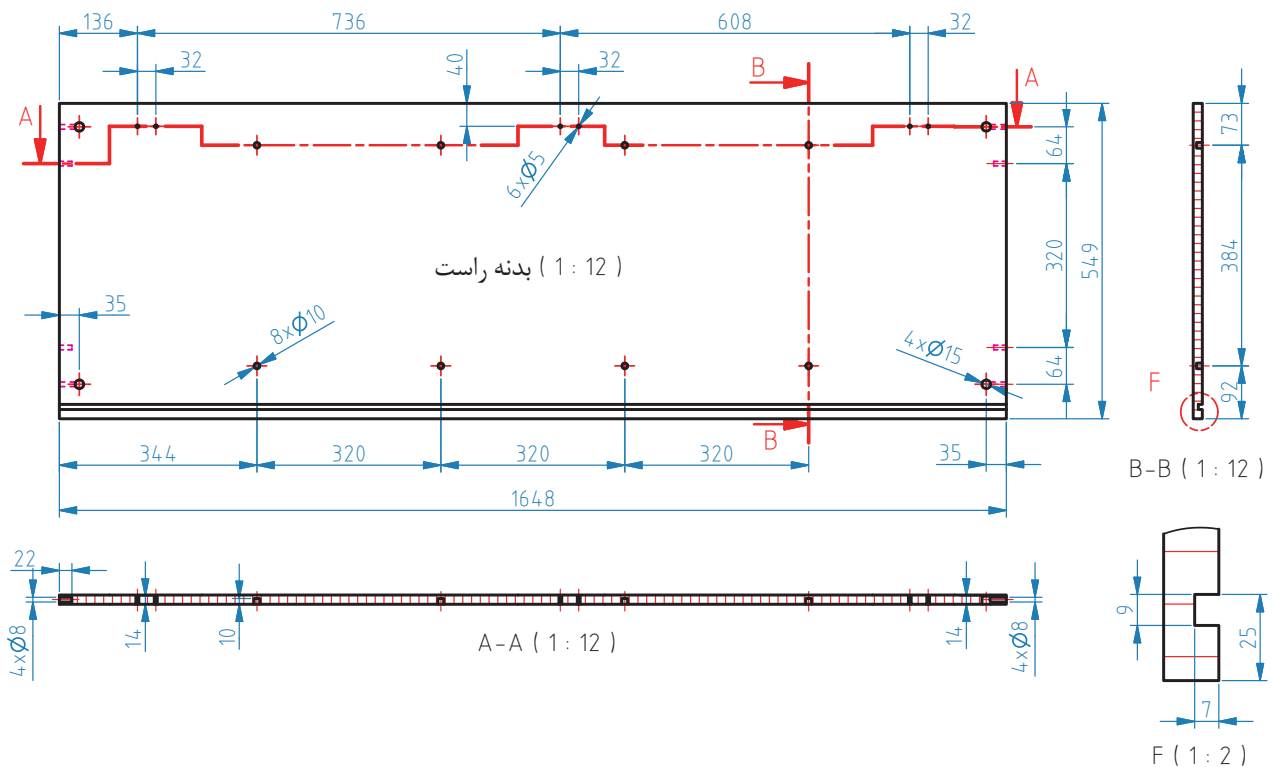 136 736 608 32
32 40 32 B A
A
73
64
6xØ5
320 549 384
بدنه راست ( 1 : 12 )
35
8xØ10 4xØ15
64 F 92
B
344 320 320 320 35
B-B ( 1 : 12 )
1648
22
4xØ8 14 10 14 4xØ8
A-A ( 1 : 12 )
9 25
7
F ( 1 : 2 )